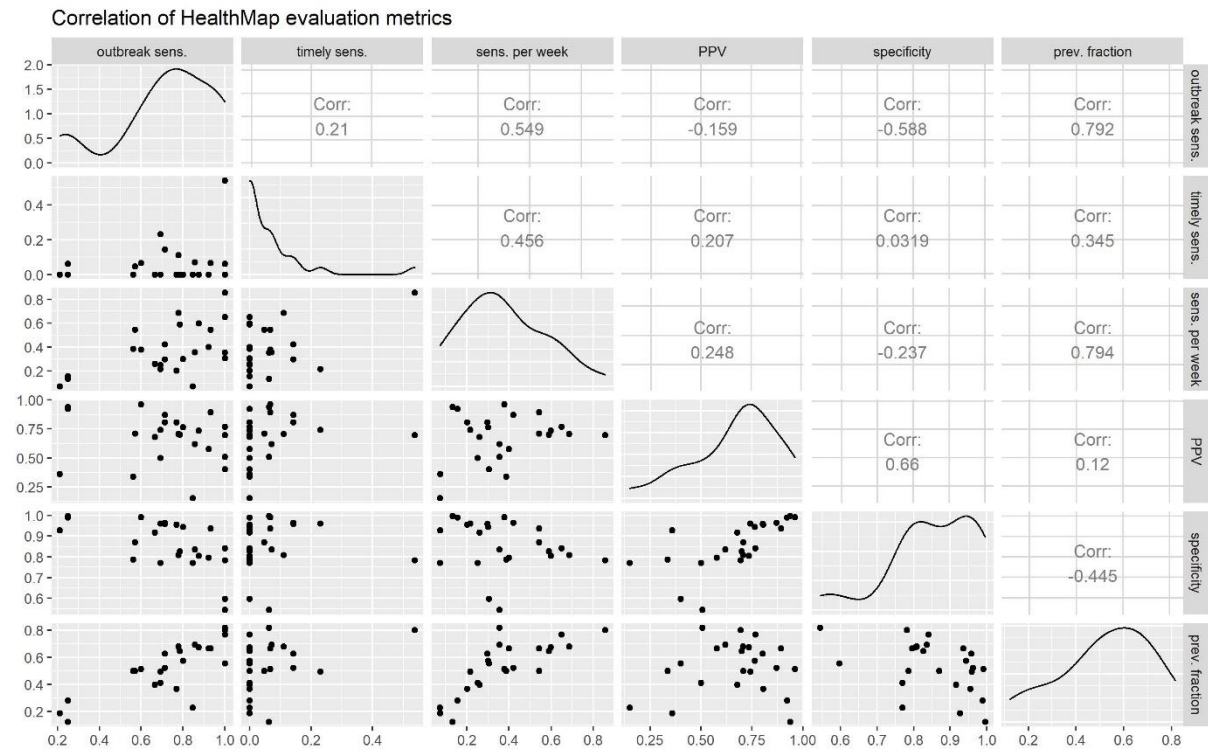 Correlation of HealthMap evaluation metrics
outbreak sens. timely sens. sens. per week PPV specificity prev. fraction
2.0
1.5
1.0
0.5
0.0
Corr:
0.21
Corr:
0.549
Corr:
-0.159
Corr:
-0.588
Corr:
0.792
outbreak sens.
0.4
0.2
0.0
Corr:
0.456
Corr:
0.207
Corr:
0.0319
Corr:
0.345
timely sens.
0.8
0.6
0.4
0.2
Corr:
0.248
Corr:
-0.237
Corr:
0.794
sens. per week
1.00
0.75
0.50
0.25
Corr:
0.66
Corr:
0.12
PPV
1.0
0.9
0.8
0.7
0.6
Corr:
-0.445
specificity
0.8
0.6
0.4
0.2
prev. fraction
0.2 0.4 0.6 0.8 1.0 0.0 0.2 0.4 0.2 0.4 0.6 0.8 0.25 0.50 0.75 1.00 0.6 0.7 0.8 0.9 1.0 0.2 0.4 0.6 0.8